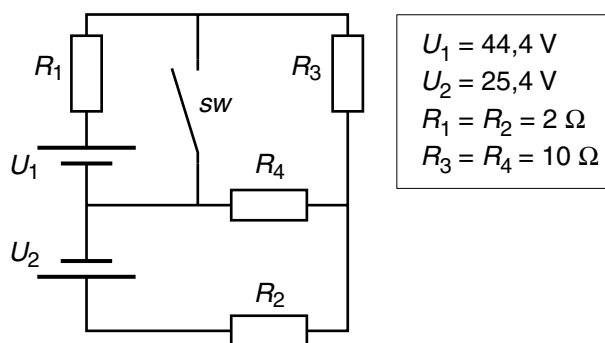 R1
R3
sw
U1
R4
U2
R2
U1 = 44,4 V
U2 = 25,4 V
R1 = R2 = 2 Ω
R3 = R4 = 10 Ω